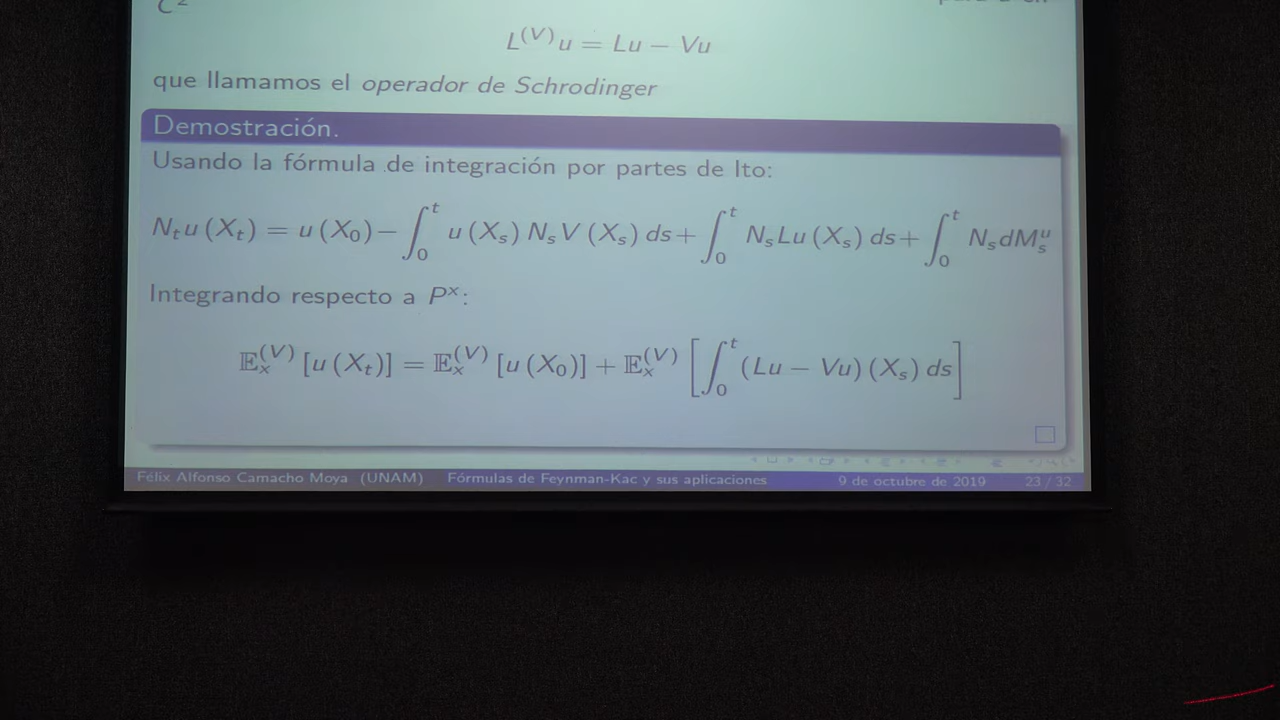 C²
L^{(V)}u = Lu − Vu
que llamamos el operador de Schrodinger
Demostración.
Usando la fórmula de integración por partes de Ito:
N_t u (X_t) = u (X_0) − ∫_0^t u (X_s) N_s V (X_s) ds + ∫_0^t N_s Lu (X_s) ds + ∫_0^t N_s dM_s^u
Integrando respecto a P^x:
𝔼_x^{(V)} [u (X_t)] = 𝔼_x^{(V)} [u (X_0)] + 𝔼_x^{(V)} [∫_0^t (Lu − Vu) (X_s) ds]
Félix Alfonso Camacho Moya (UNAM) Fórmulas de Feynman-Kac y sus aplicaciones 9 de octubre de 2019 23 / 32